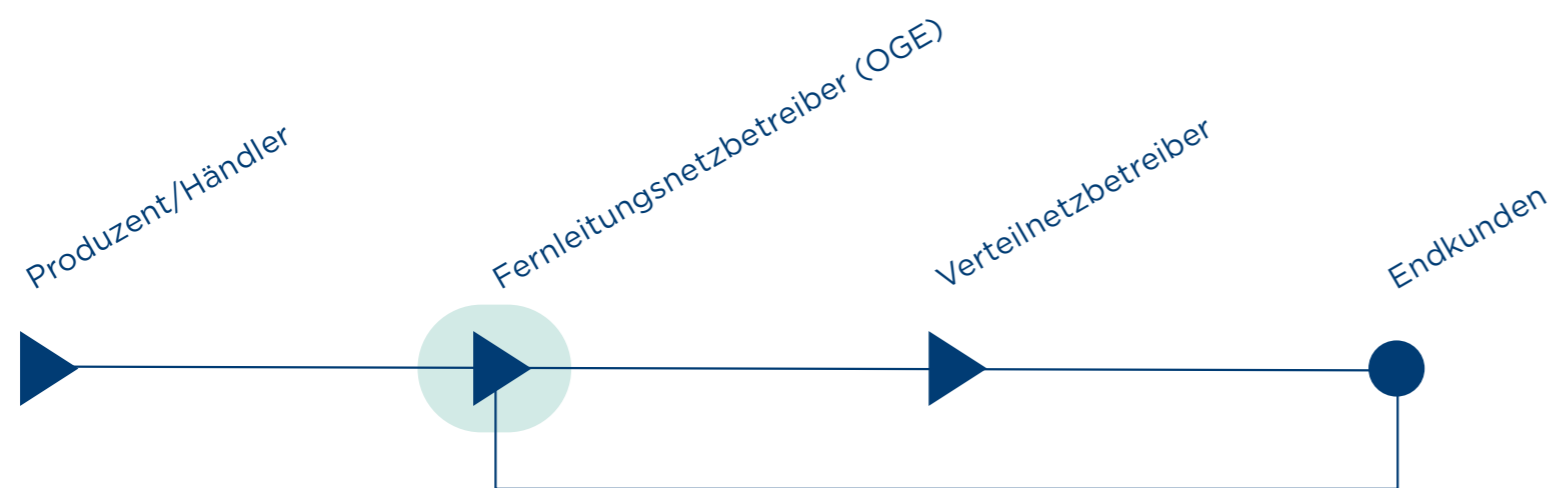 Produzent/Händler
Fernleitungsnetzbetreiber (OGE)
Verteilnetzbetreiber
Endkunden